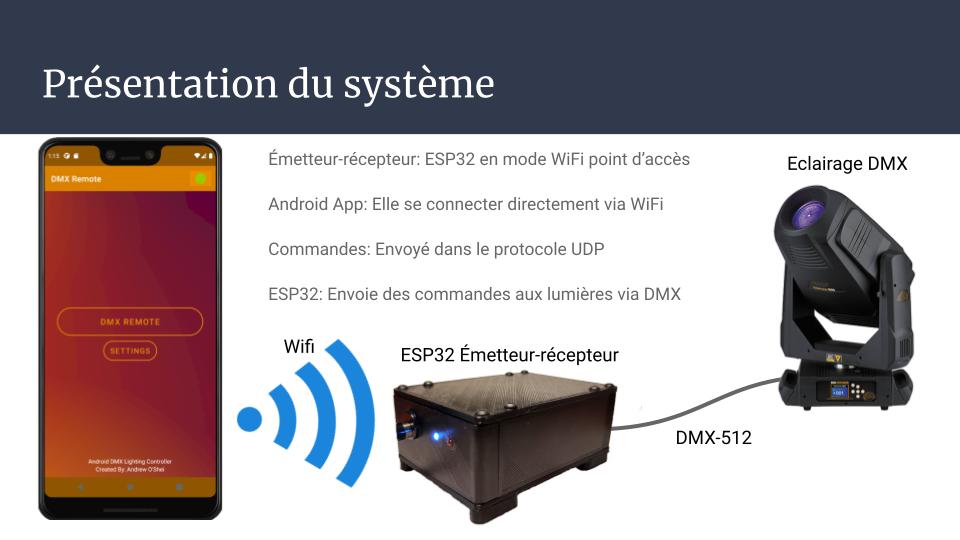 Présentation du système
1:15
DMX Remote
DMX REMOTE
SETTINGS
Android DMX Lighting Controller
Created By: Andrew O'Shei
Émetteur-récepteur: ESP32 en mode WiFi point d’accès
Android App: Elle se connecter directement via WiFi
Commandes: Envoyé dans le protocole UDP
ESP32: Envoie des commandes aux lumières via DMX
Eclairage DMX
Wifi
ESP32 Émetteur-récepteur
DMX-512